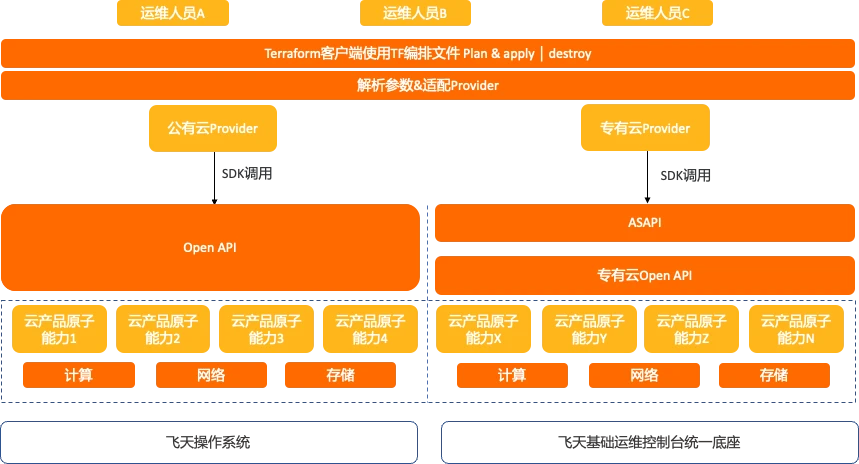 运维人员A
运维人员B
运维人员C
Terraform客户端使用TF编排文件 Plan & apply | destroy
解析参数&适配Provider
公有云Provider
专有云Provider
SDK调用
SDK调用
Open API
ASAPI
专有云Open API
云产品原子
能力1
云产品原子
能力2
云产品原子
能力3
云产品原子
能力4
云产品原子
能力X
云产品原子
能力Y
云产品原子
能力Z
云产品原子
能力N
计算
网络
存储
计算
网络
存储
飞天操作系统
飞天基础运维控制台统一底座